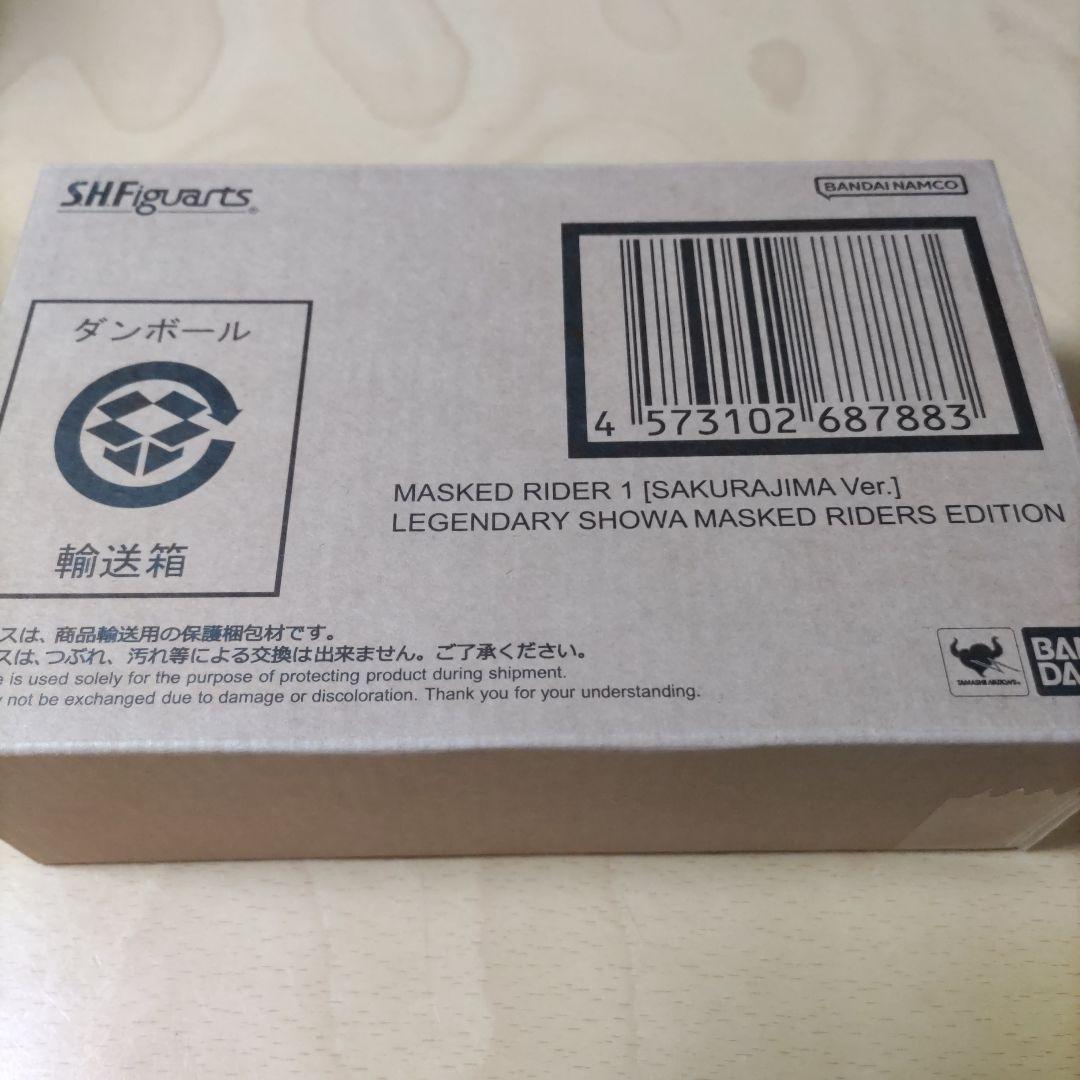 S.H.Figuarts®
BANDAI NAMCO
ダンボール
輸送箱
4 573102 687883
MASKED RIDER 1 [SAKURAJIMA Ver.]
LEGENDARY SHOWA MASKED RIDERS EDITION
スは、商品輸送用の保護梱包材です。
スは、つぶれ、汚れ等による交換は出来ません。ご了承ください。
is used solely for the purpose of protecting product during shipment.
not be exchanged due to damage or discoloration. Thank you for your understanding.
TAMASHII NATIONS
BAN
DA